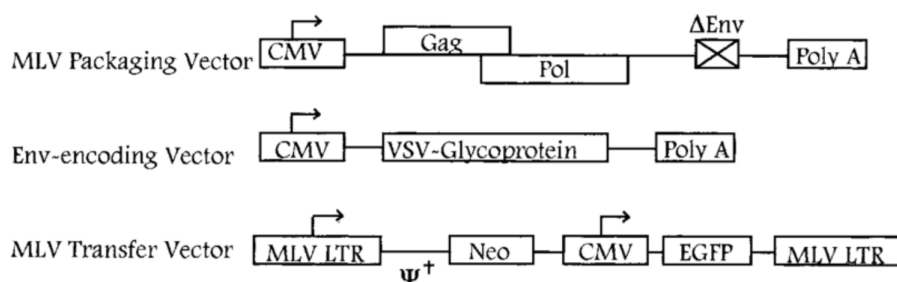 ΔEnv
MLV Packaging Vector CMV Gag Pol Poly A
Env-encoding Vector CMV VSV-Glycoprotein Poly A
MLV Transfer Vector MLV LTR Ψ† Neo CMV EGFP MLV LTR